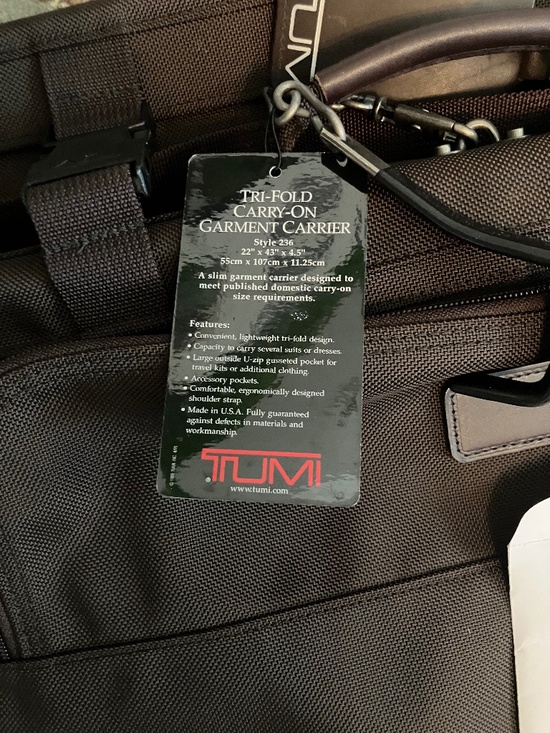 TUMI
TRI-FOLD
CARRY-ON
GARMENT CARRIER
Style 236
22" x 43" x 4.5"
55cm x 107cm x 11.25cm
A slim garment carrier designed to
meet published domestic carry-on
size requirements.
Features:
• Convenient, lightweight tri-fold design.
• Capacity to carry several suits or dresses.
• Large outside U-zip gusseted pocket for
travel kits or additional clothing
• Accessory pockets.
• Comfortable, ergonomically designed
shoulder strap.
• Made in U.S.A. Fully guaranteed
against defects in materials and
workmanship.
TUMI
www.tumi.com